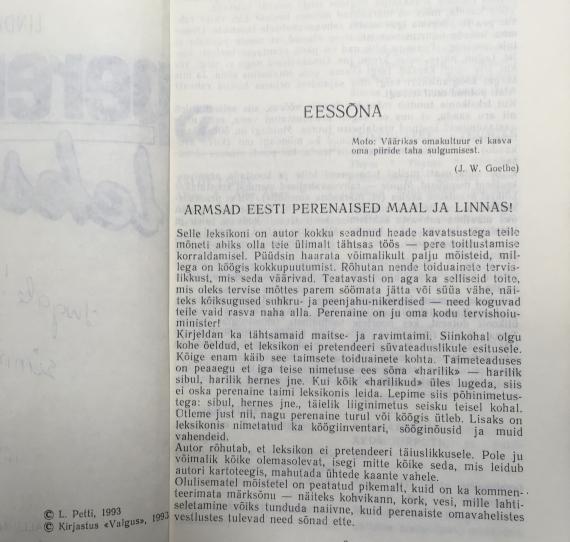 EESSÕNA
Moto: Väärikas omakultuur ei kasva
oma piiride taha sulgumisest.
(J. W. Goethe)
ARMSAD EESTI PERENAISED MAAL JA LINNAS!
Selle leksikoni on autor kokku seadnud heade kavatsustega teile
mõneti abiks olla teie ülimalt tähtsas töös — pere toitlustamise
korraldamisel. Püüdsin haarata võimalikult palju mõisteid, mil-
lega on köögis kokkupuutumist. Rõhutan nende toiduainete tervis-
likkust, mis seda väärivad. Teatavasti on aga ka selliseid toite,
mis oleks tervise mõttes parem söömata jätta või süüa vähe, näi-
teks kõiksugused suhkru- ja peenjahu-nikerdised — need koguvad
teile vaid rasva naha alla. Perenaine on ju oma kodu tervishoiu-
minister!
Kirjeldan ka tähtsamaid maitse- ja ravimtaimi. Siinkohal olgu
kohe öeldud, et leksikon ei pretendeeri süvateaduslikule esitusele.
Kõige enam käib see taimsete toiduainete kohta. Taimeteaduses
on peaaegu et iga teise nimetuse ees sõna «harilik» — harilik
sibul, harilik hernes jne. Kui kõik «harilikud» üles lugeda, siis
ei oska perenaine taimi leksikonis leida. Lepime siis põhinimetus-
tega: sibul, hernes jne., täielik liiginimetus seisku teisel kohal.
Ütleme just nii, nagu perenaine turul või köögis ütleb. Lisaks on
leksikonis nimetatud ka kööginventari, sööginõusid ja muid
vahendeid.
Autor rõhutab, et leksikon ei pretendeeri täiuslikkusele. Pole ju
võimalik kõike olemasolevat, isegi mitte kõike seda, mis leidub
autori kartoteegis, mahutada ühtede kaante vahele.
Olulisematel mõistetel on peatatud pikemalt, kuid on ka kommen-
teerimata märksõnu — näiteks kohvikann, kork, vesi, mille lahti-
seletamine võiks tunduda naiivne, kuid perenaiste omavahelistes
vestlustes tulevad need sõnad ette.
© L. Petti, 1993
© Kirjastus «Valgus», 1993